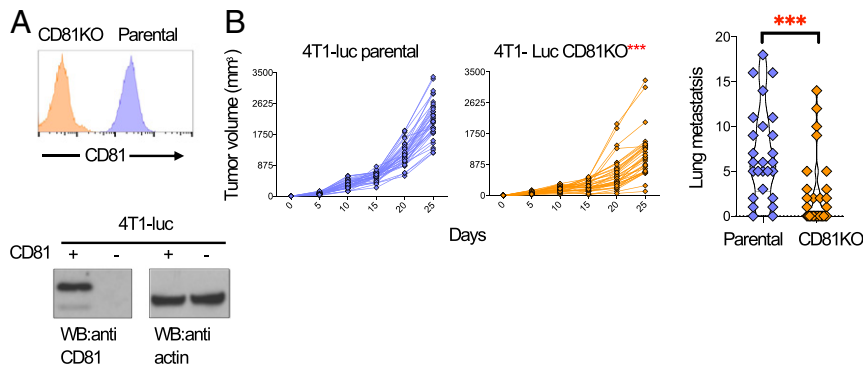 A
CD81KO Parental
CD81
4T1-luc
CD81 + - + -
WB:anti CD81
WB:anti actin
B
4T1-luc parental
Tumor volume (mm³)
3500
2625
1750
875
0
0 5 10 15 20 25
4T1- Luc CD81KO***
3500
2625
1750
875
0
0 5 10 15 20 25
Days
***
Lung metastatsis
20
15
10
5
0
Parental CD81KO